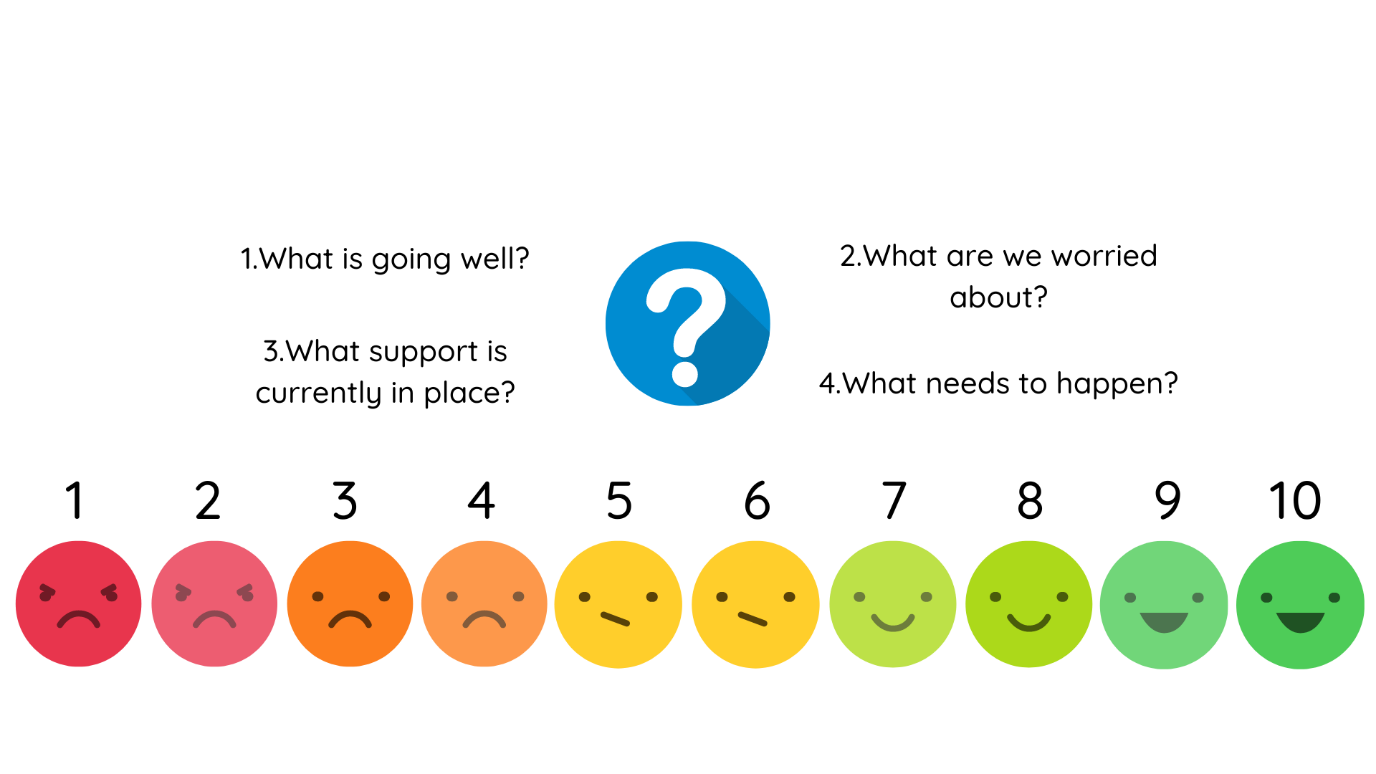 1.What is going well?
2.What are we worried
about?
3.What support is
currently in place?
4.What needs to happen?
?
1 2 3 4 5 6 7 8 9 10